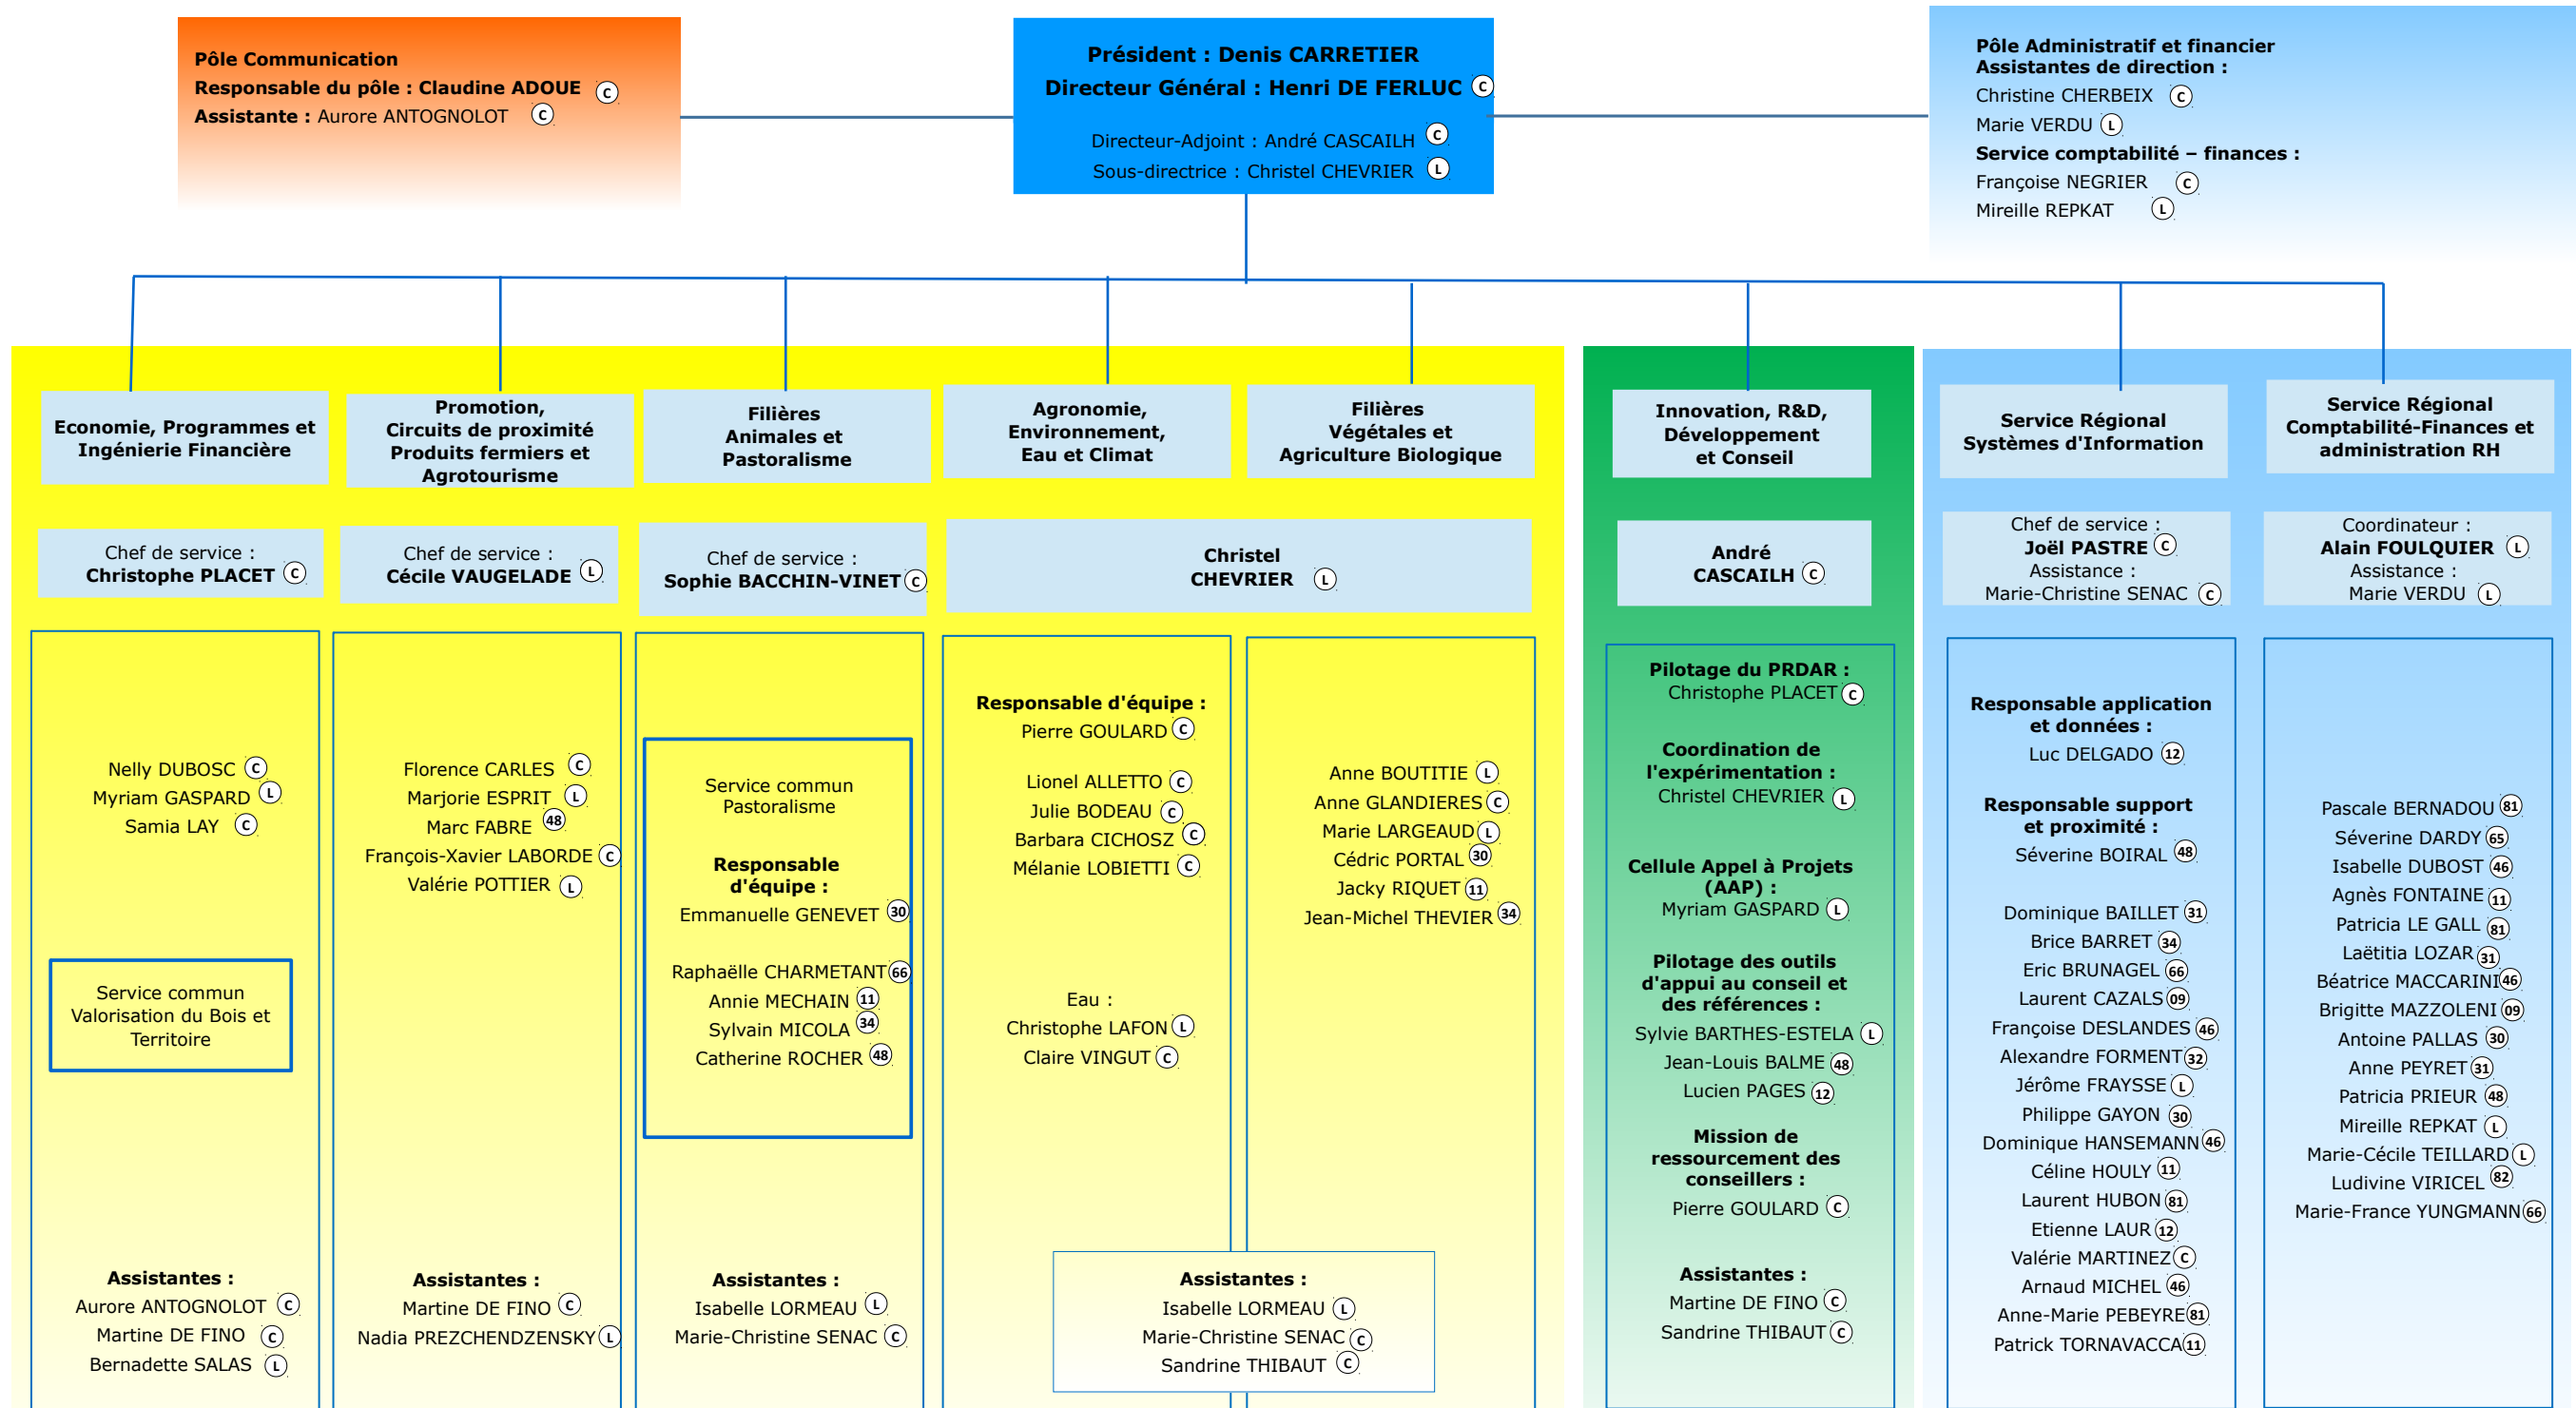 Pôle Communication
Responsable du pôle : Claudine ADOUE C
Assistante : Aurore ANTOGNOLOT C
Président : Denis CARRETIER
Directeur Général : Henri DE FERLUC C
Directeur-Adjoint : André CASCAILH C
Sous-directrice : Christel CHEVRIER L
Pôle Administratif et financier
Assistantes de direction :
Christine CHERBEIX C
Marie VERDU L
Service comptabilité – finances :
Françoise NEGRIER C
Mireille REPKAT L
Economie, Programmes et
Ingénierie Financière
Chef de service :
Christophe PLACET C
Nelly DUBOSC C
Myriam GASPARD L
Samia LAY C
Service commun
Valorisation du Bois et
Territoire
Assistantes :
Aurore ANTOGNOLOT C
Martine DE FINO C
Bernadette SALAS L
Promotion,
Circuits de proximité
Produits fermiers et
Agrotourisme
Chef de service :
Cécile VAUGELADE L
Florence CARLES C
Marjorie ESPRIT L
Marc FABRE 48
François-Xavier LABORDE C
Valérie POTTIER L
Assistantes :
Martine DE FINO C
Nadia PREZCHENDZENSKY L
Filières
Animales et
Pastoralisme
Chef de service :
Sophie BACCHIN-VINET C
Service commun
Pastoralisme
Responsable
d'équipe :
Emmanuelle GENEVET 30
Raphaëlle CHARMETANT 66
Annie MECHAIN 11
Sylvain MICOLA 34
Catherine ROCHER 48
Assistantes :
Isabelle LORMEAU L
Marie-Christine SENAC C
Agronomie,
Environnement,
Eau et Climat
Filières
Végétales et
Agriculture Biologique
Christel
CHEVRIER L
Responsable d'équipe :
Pierre GOULARD C
Lionel ALLETTO C
Julie BODEAU C
Barbara CICHOSZ C
Mélanie LOBIETTI C
Eau :
Christophe LAFON L
Claire VINGUT C
Anne BOUTITIE L
Anne GLANDIERES C
Marie LARGEAUD L
Cédric PORTAL 30
Jacky RIQUET 11
Jean-Michel THEVIER 34
Assistantes :
Isabelle LORMEAU L
Marie-Christine SENAC C
Sandrine THIBAUT C
Innovation, R&D,
Développement
et Conseil
André
CASCAILH C
Pilotage du PRDAR :
Christophe PLACET C
Coordination de
l'expérimentation :
Christel CHEVRIER L
Cellule Appel à Projets
(AAP) :
Myriam GASPARD L
Pilotage des outils
d'appui au conseil et
des références :
Sylvie BARTHES-ESTELA L
Jean-Louis BALME 48
Lucien PAGES 12
Mission de
ressourcement des
conseillers :
Pierre GOULARD C
Assistantes :
Martine DE FINO C
Sandrine THIBAUT C
Service Régional
Systèmes d'Information
Chef de service :
Joël PASTRE C
Assistance :
Marie-Christine SENAC C
Responsable application
et données :
Luc DELGADO 12
Responsable support
et proximité :
Séverine BOIRAL 48
Dominique BAILLET 31
Brice BARRET 34
Eric BRUNAGEL 66
Laurent CAZALS 09
Françoise DESLANDES 46
Alexandre FORMENT 32
Jérôme FRAYSSE L
Philippe GAYON 30
Dominique HANSEMANN 46
Céline HOULY 11
Laurent HUBON 81
Etienne LAUR 12
Valérie MARTINEZ C
Arnaud MICHEL 46
Anne-Marie PEBEYRE 81
Patrick TORNAVACCA 11
Service Régional
Comptabilité-Finances et
administration RH
Coordinateur :
Alain FOULQUIER L
Assistance :
Marie VERDU L
Pascale BERNADOU 81
Séverine DARDY 65
Isabelle DUBOST 46
Agnès FONTAINE 11
Patricia LE GALL 81
Laëtitia LOZAR 31
Béatrice MACCARINI 46
Brigitte MAZZOLENI 09
Antoine PALLAS 30
Anne PEYRET 31
Patricia PRIEUR 48
Mireille REPKAT L
Marie-Cécile TEILLARD L
Ludivine VIRICEL 82
Marie-France YUNGMANN 66